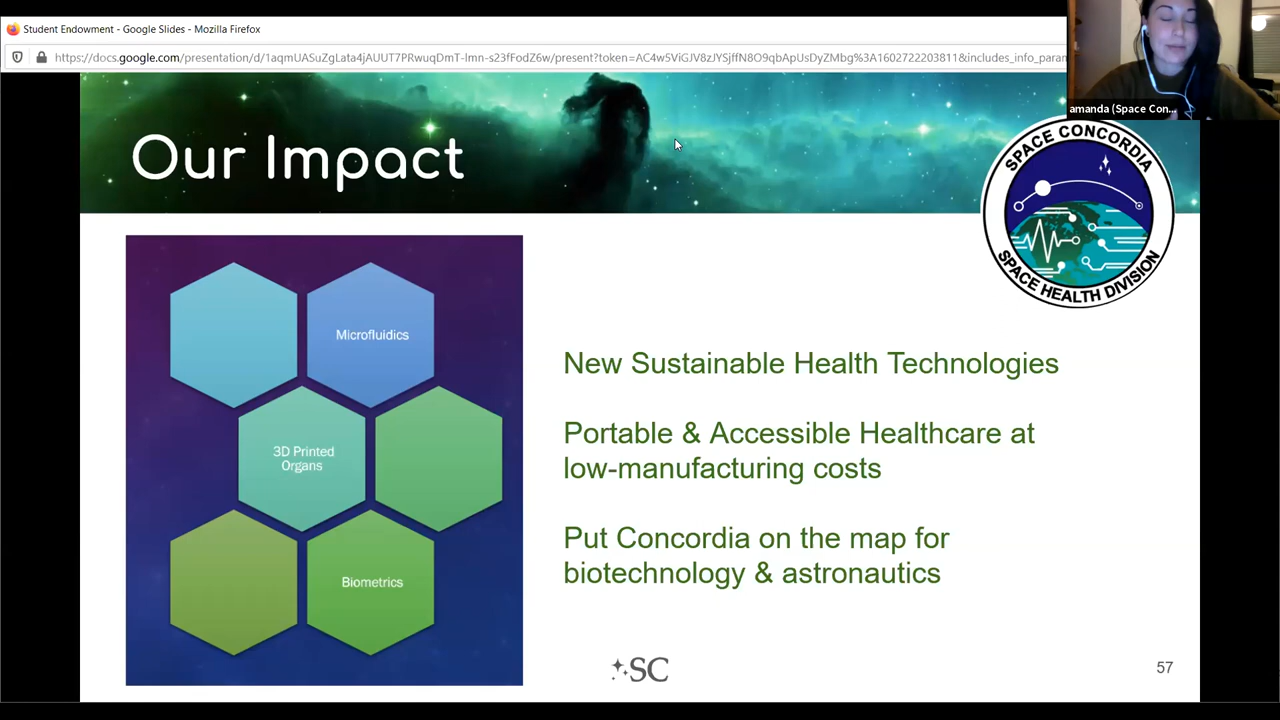 Student Endowment - Google Slides - Mozilla Firefox
https://docs.google.com/presentation/d/1aqmUASuZgLata4jAUUT7PRwuqDmT-lmn-s23fFodZ6w/present?token=AC4w5ViGJV8zJYSjffN8O9qbApUsDyZMbg%3A1602722203811&includes_info_param
amanda (Space Con...
Our Impact
SPACE CONCORDIA
SPACE HEALTH DIVISION
Microfluidics
3D Printed
Organs
Biometrics
New Sustainable Health Technologies
Portable & Accessible Healthcare at
low-manufacturing costs
Put Concordia on the map for
biotechnology & astronautics
SC
57